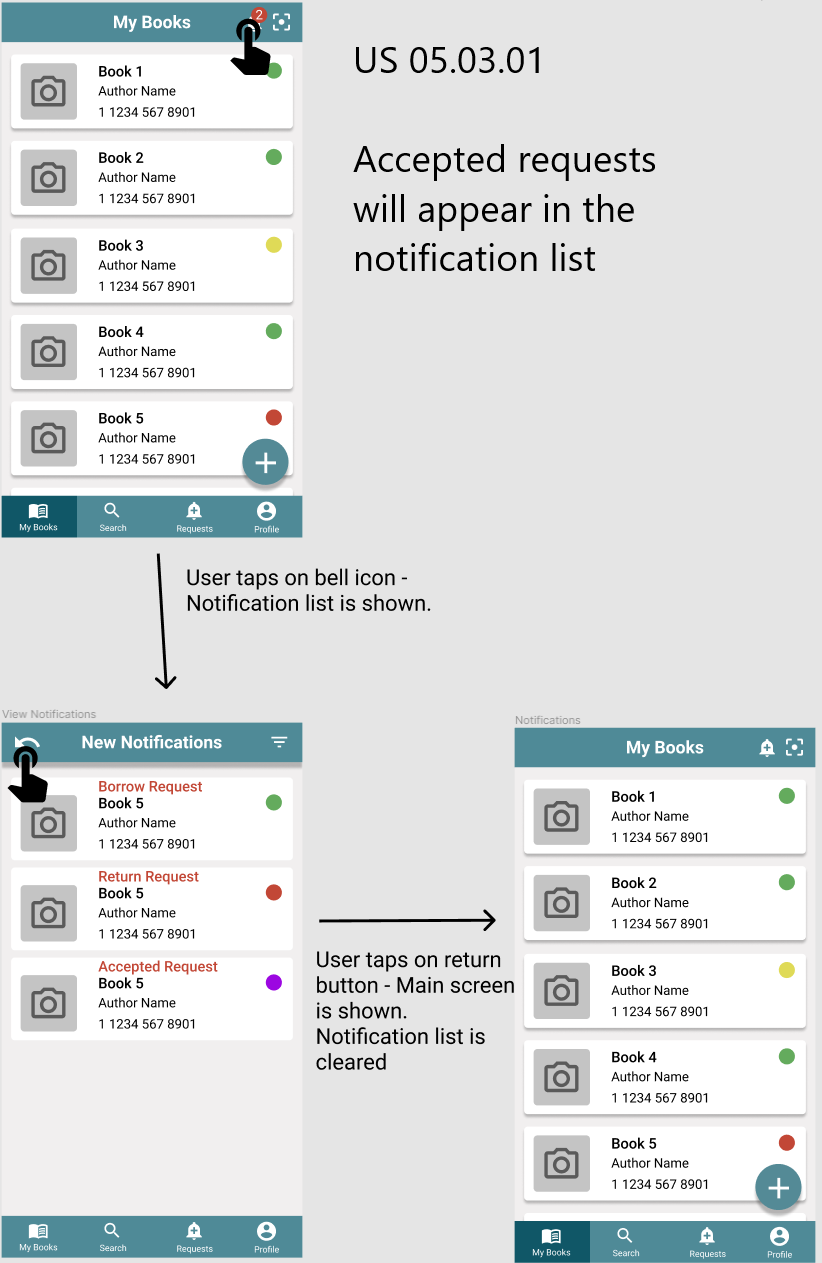 My Books
2
Book 1
Author Name
1 1234 567 8901
Book 2
Author Name
1 1234 567 8901
Book 3
Author Name
1 1234 567 8901
Book 4
Author Name
1 1234 567 8901
Book 5
Author Name
1 1234 567 8901
My Books
Search
Requests
Profile
US 05.03.01
Accepted requests
will appear in the
notification list
User taps on bell icon -
Notification list is shown.
View Notifications
New Notifications
Borrow Request
Book 5
Author Name
1 1234 567 8901
Return Request
Book 5
Author Name
1 1234 567 8901
Accepted Request
Book 5
Author Name
1 1234 567 8901
My Books
Search
Requests
Profile
User taps on return
button - Main screen
is shown.
Notification list is
cleared
Notifications
My Books
Book 1
Author Name
1 1234 567 8901
Book 2
Author Name
1 1234 567 8901
Book 3
Author Name
1 1234 567 8901
Book 4
Author Name
1 1234 567 8901
Book 5
Author Name
1 1234 567 8901
My Books
Search
Requests
Profile